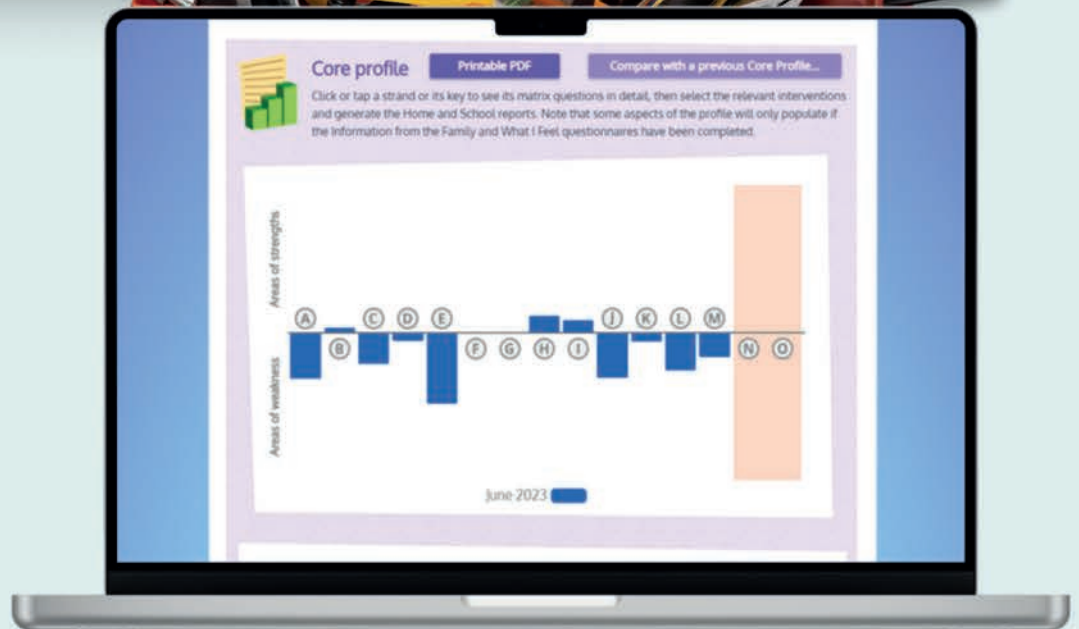 Core profile
Printable PDF
Compare with a previous Core Profile...
Click or tap a strand or its key to see its matrix questions in detail, then select the relevant interventions
and generate the Home and School reports. Note that some aspects of the profile will only populate if
the Information from the Family and What I Feel questionnaires have been completed.
Areas of strengths
A
C
D
E
J
K
L
M
B
F
G
H
I
N
O
Areas of weakness
June 2023